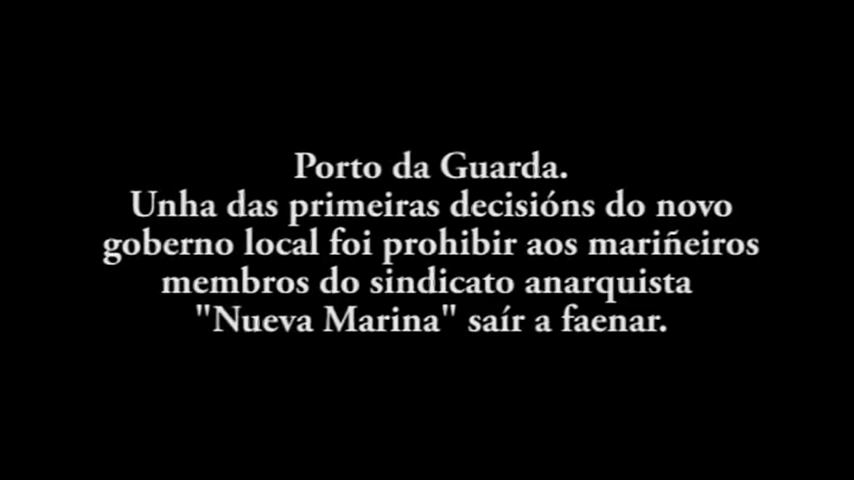 Porto da Guarda.
Unha das primeiras decisións do novo
goberno local foi prohibir aos mariñeiros
membros do sindicato anarquista
"Nueva Marina" saír a faenar.